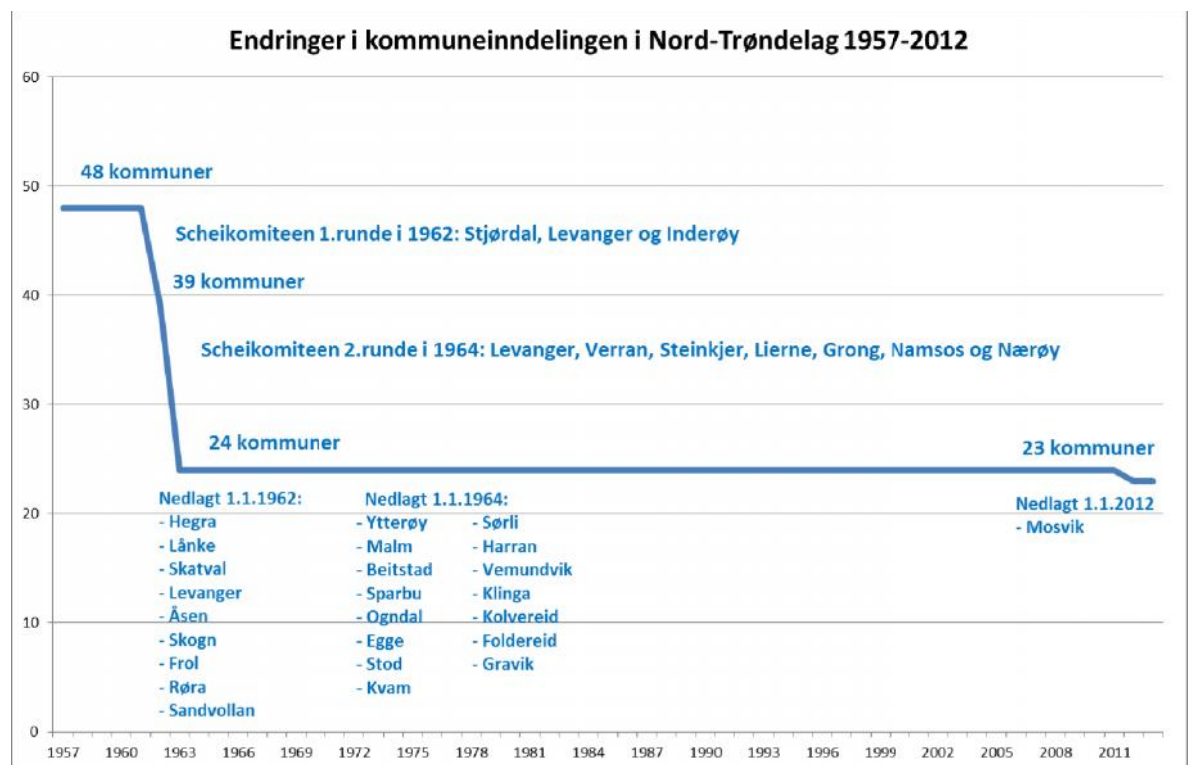 Endringer i kommuneinndelingen i Nord-Trøndelag 1957-2012
60
50
40
30
20
10
0
48 kommuner
Scheikomiteen 1.runde i 1962: Stjørdal, Levanger og Inderøy
39 kommuner
Scheikomiteen 2.runde i 1964: Levanger, Verran, Steinkjer, Lierne, Grong, Namsos og Nærøy
24 kommuner
23 kommuner
Nedlagt 1.1.1962:
- Hegra
- Lånke
- Skatval
- Levanger
- Åsen
- Skogn
- Frol
- Røra
- Sandvollan
Nedlagt 1.1.1964:
- Ytterøy
- Malm
- Beitstad
- Sparbu
- Ogndal
- Egge
- Stod
- Kvam
- Sørli
- Harran
- Vemundvik
- Klinga
- Kolvereid
- Foldereid
- Gravik
Nedlagt 1.1.2012
- Mosvik
1957 1960 1963 1966 1969 1972 1975 1978 1981 1984 1987 1990 1993 1996 1999 2002 2005 2008 2011